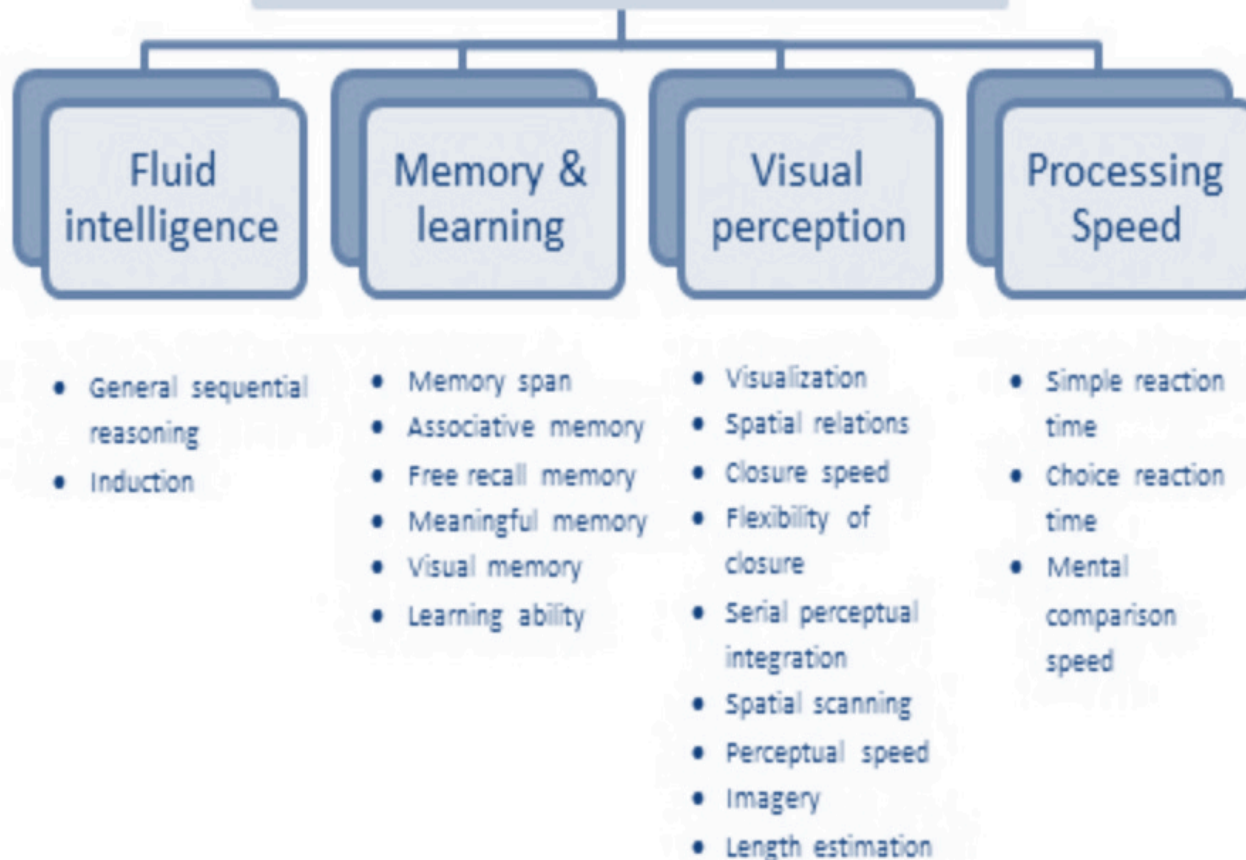 Fluid
intelligence
Memory &
learning
Visual
perception
Processing
Speed
• General sequential
reasoning
• Induction
• Memory span
• Associative memory
• Free recall memory
• Meaningful memory
• Visual memory
• Learning ability
• Visualization
• Spatial relations
• Closure speed
• Flexibility of
closure
• Serial perceptual
integration
• Spatial scanning
• Perceptual speed
• Imagery
• Length estimation
• Simple reaction
time
• Choice reaction
time
• Mental
comparison
speed